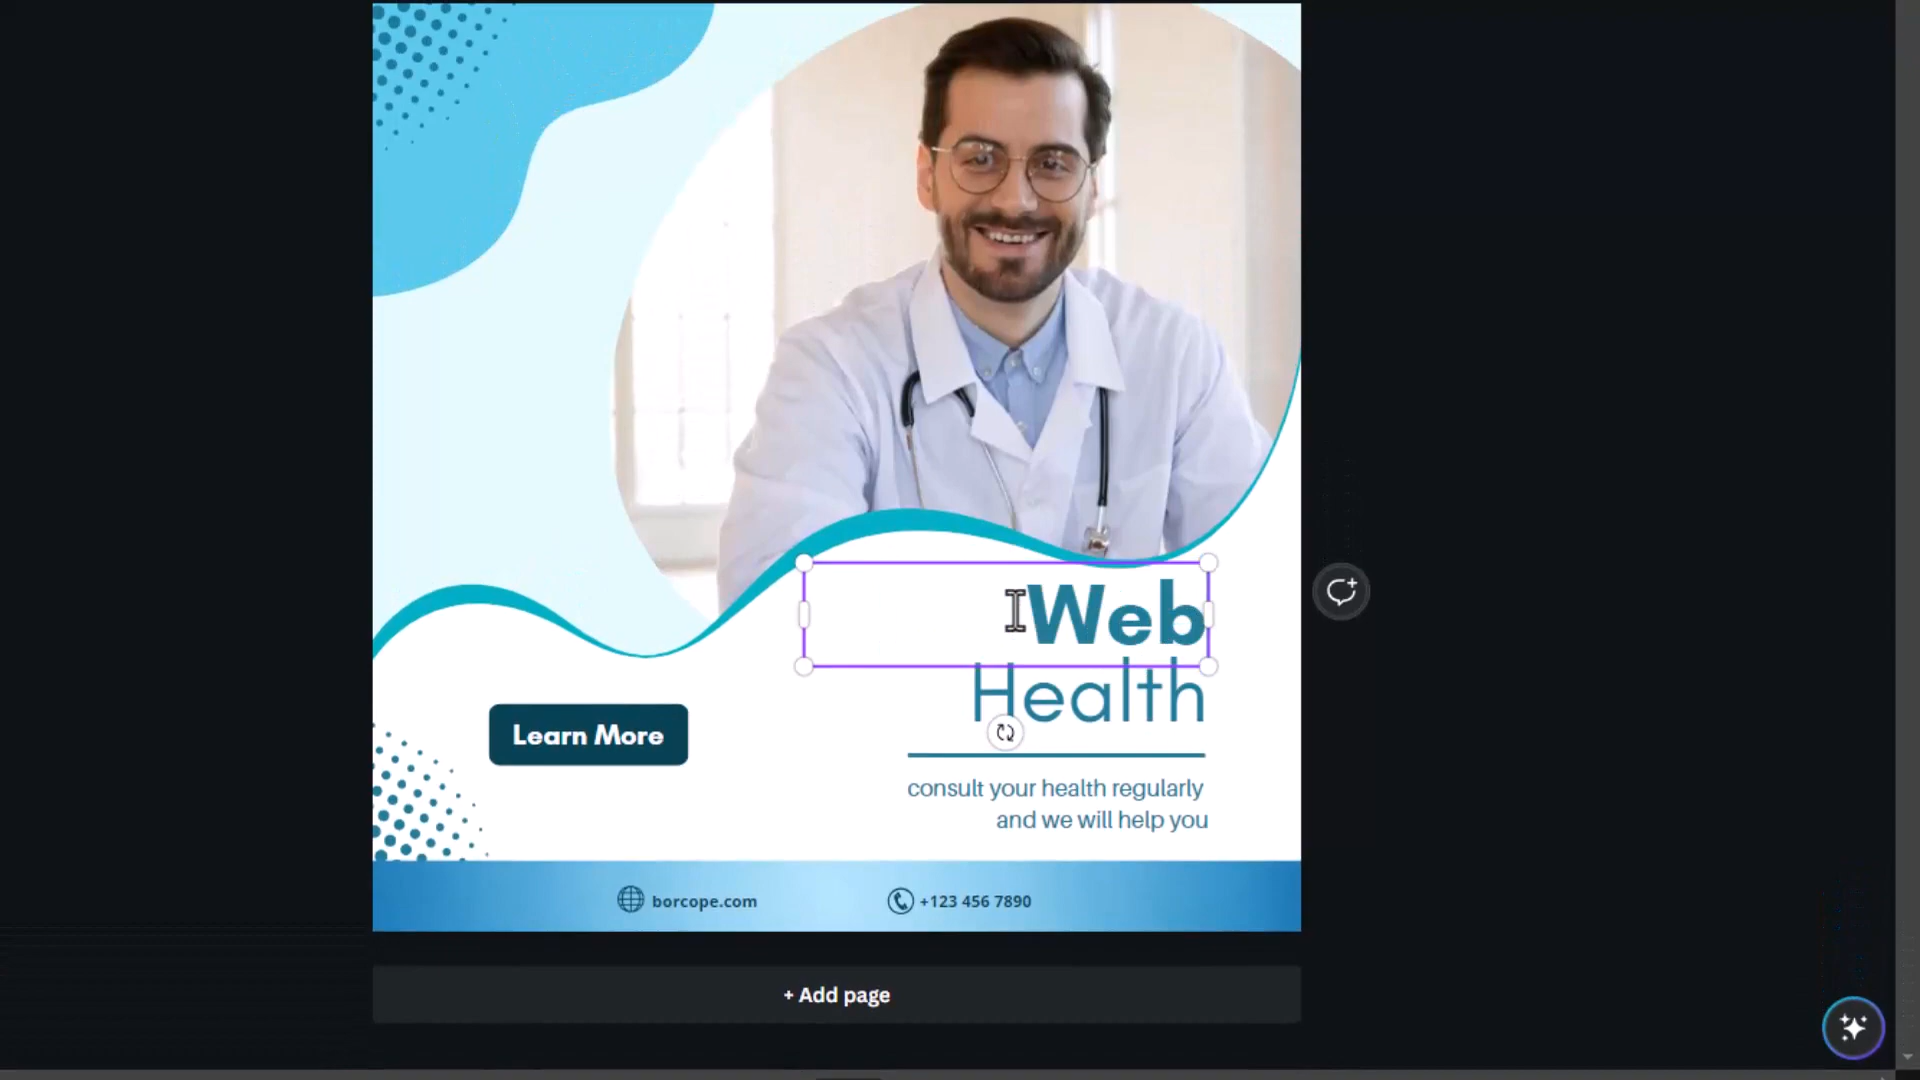 Web
Health
Learn More
consult your health regularly
and we will help you
borcope.com
+123 456 7890
+ Add page